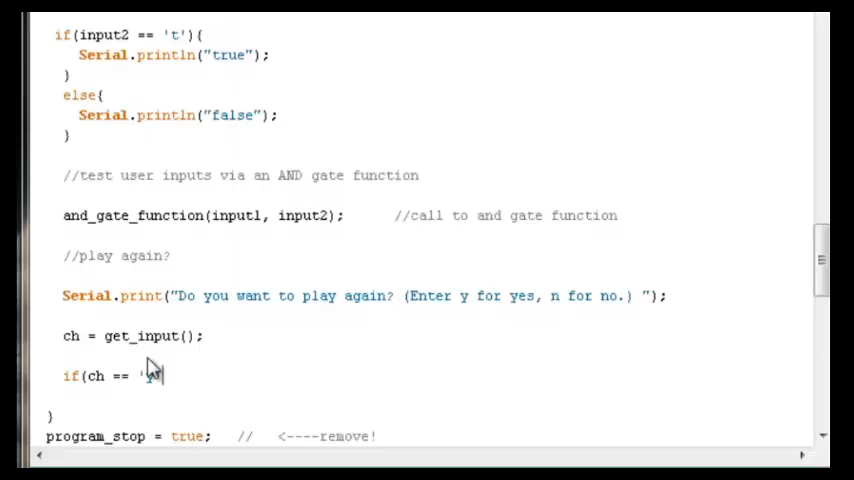 if(input2 == 't'){
Serial.println("true");
}
else{
Serial.println("false");
}
//test user inputs via an AND gate function
and_gate_function(input1, input2); //call to and gate function
//play again?
Serial.print("Do you want to play again? (Enter y for yes, n for no.) ");
ch = get_input();
if(ch == '
}
program_stop = true; // <----remove!